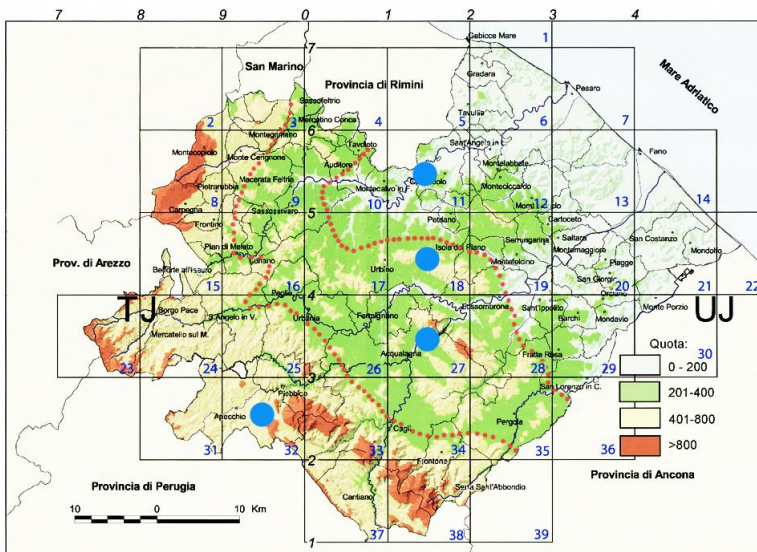 7 8 9 0 1 2 3 4
Gabicce Mare
1
7
San Marino
Gradara
Provincia di Rimini
Mare Adriatico
Pesaro
Sassofeltrio
Mercatino Conca
Tavullia
2 3 4 5 6 7
6
Montegrimano
Sant'Angelo in L.
Fano
Tavoleto
Montecopiolo
Monte Cerignone
Auditore
Montelabbate
Macerata Feltria
Pietrarubbia
Montecalvo in F.
Monteciccardo
8 9 10 11 12 13 14
Carpegna
Sassocorvaro
5
Frontino
Petriano
Cartoceto
Serrungarina
Saltara
San Costanzo
Pian di Meleto
Isola del Piano
Montemaggiore
Mondolfo
Prov. di Arezzo
Lunano
Montefelcino
Piagge
Belforte all'Isauro
Urbino
San Giorgio
15 16 17 18 19 20 21 22
Peglio
Orciano
4
TJ
UJ
Borgo Pace
Fossombrone
Sant'Ippolito
Monte Porzio
S.Angelo in V.
Urbania
Fermignano
Barchi
Mondavio
Mercatello sul M.
Quota:
Acqualagna
Fratte Rosa
0 - 200
23 24 25 26 27 28 29 30
3
201-400
San Lorenzo in C.
Piobbico
401-800
Apecchio
Pergola
Cagli
>800
31 32 33 34 35 36
Frontone
2
Provincia di Ancona
Provincia di Perugia
Serra Sant'Abbondio
Cantiano
10 0 10 Km
37 38 39
1